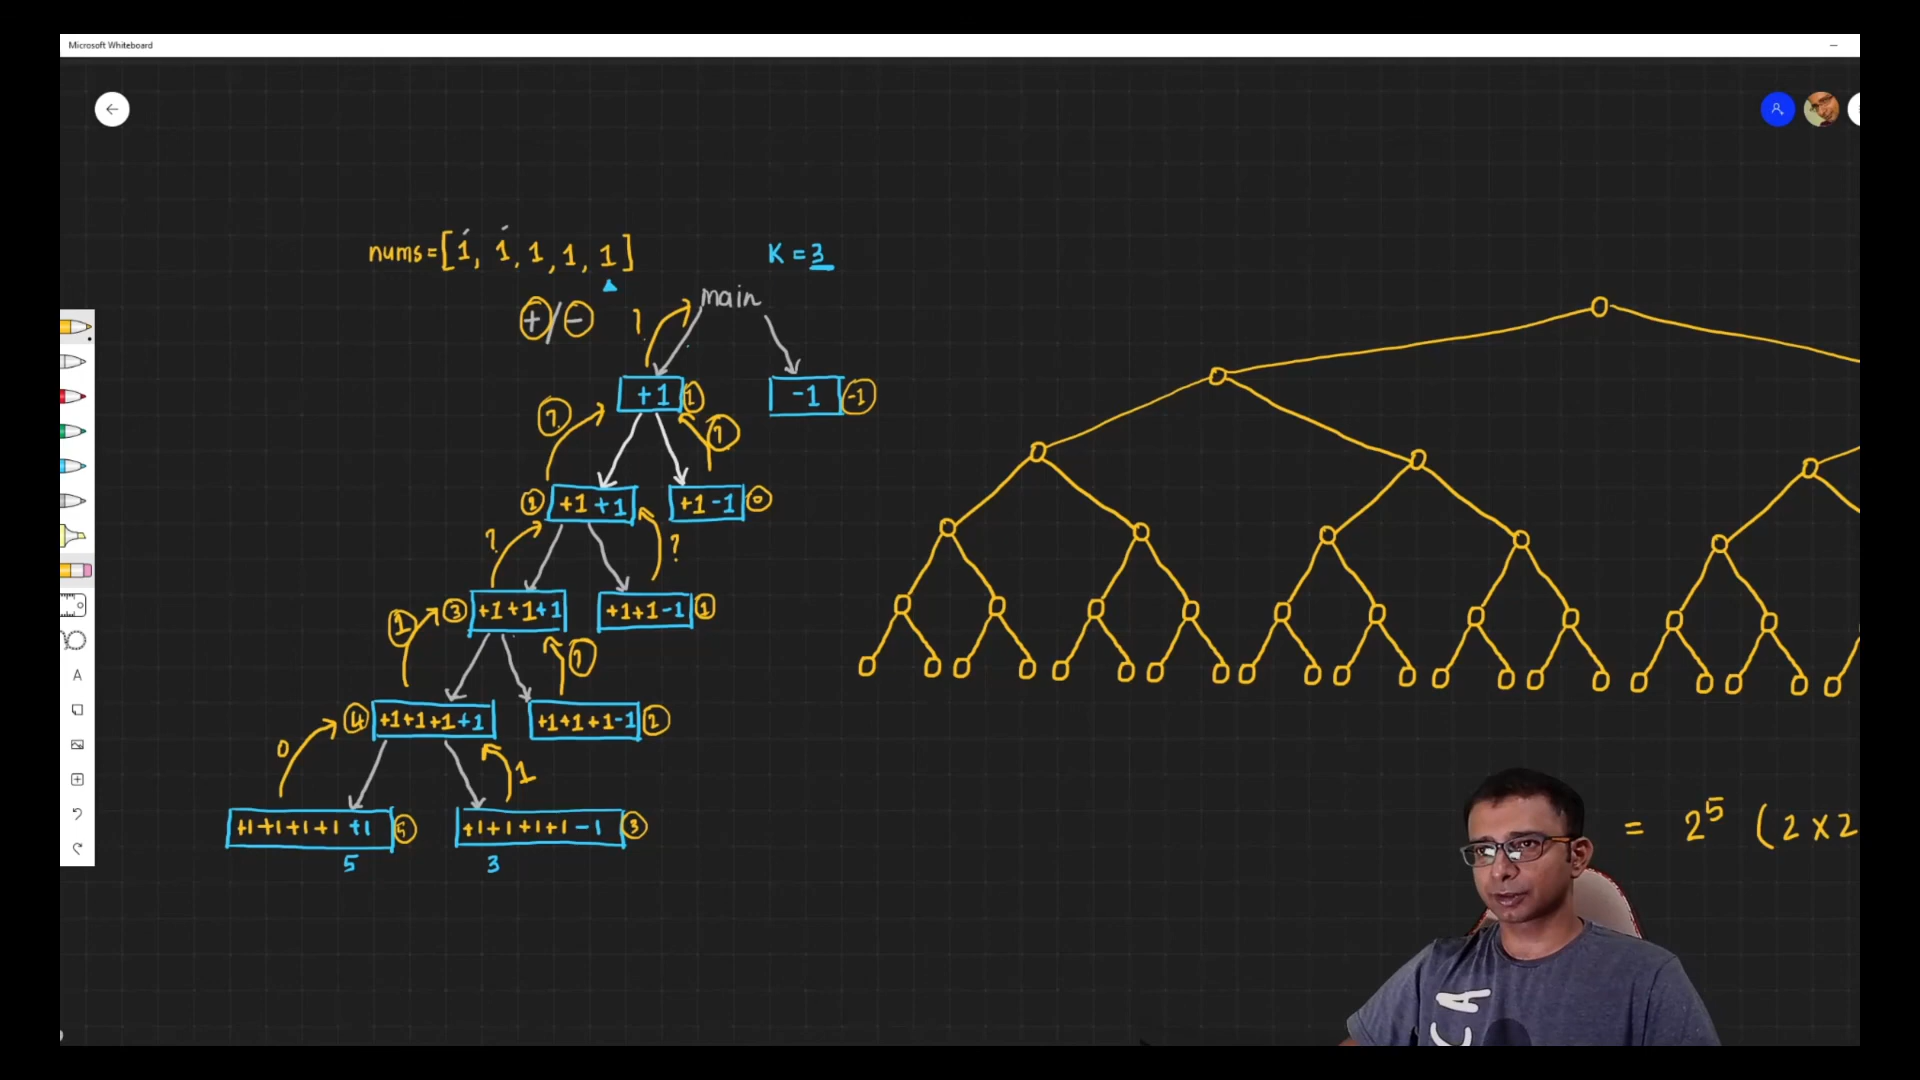 Microsoft Whiteboard
nums = [1, 1, 1, 1, 1]
K = 3
+/-
main
?
+1 1
-1 -1
?
?
2 +1 +1
+1 -1 0
?
?
1
3 +1+1+1
+1+1-1 1
?
4 +1+1+1+1
+1+1+1-1 2
0
1
+1+1+1+1+1 5
+1+1+1+1-1 3
5
3
= 2⁵ (2×2
A
CA